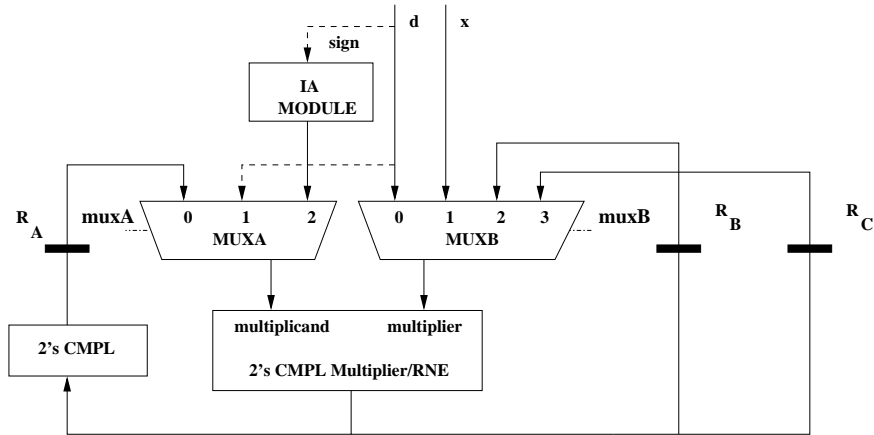 d x
sign
IA
MODULE
R A
muxA
0 1 2
MUXA
0 1 2 3
MUXB
muxB
R B
R C
multiplicand multiplier
2's CMPL
2's CMPL Multiplier/RNE